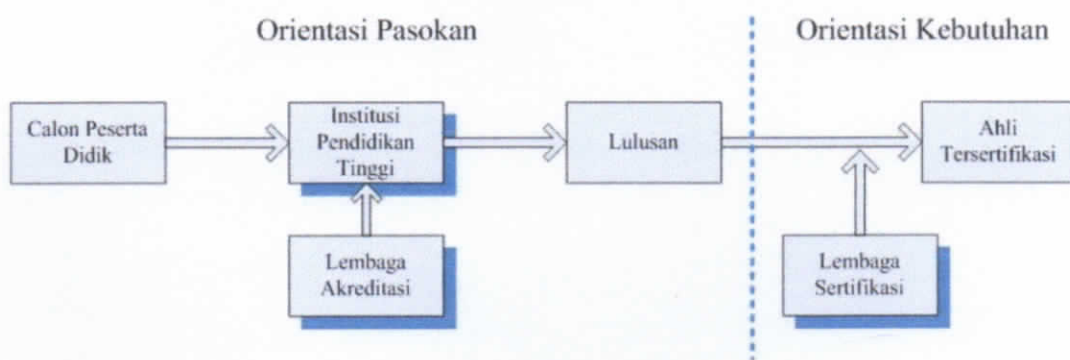 Orientasi Pasokan
Orientasi Kebutuhan
Calon Peserta
Didik
Institusi
Pendidikan
Tinggi
Lulusan
Ahli
Tersertifikasi
Lembaga
Akreditasi
Lembaga
Sertifikasi